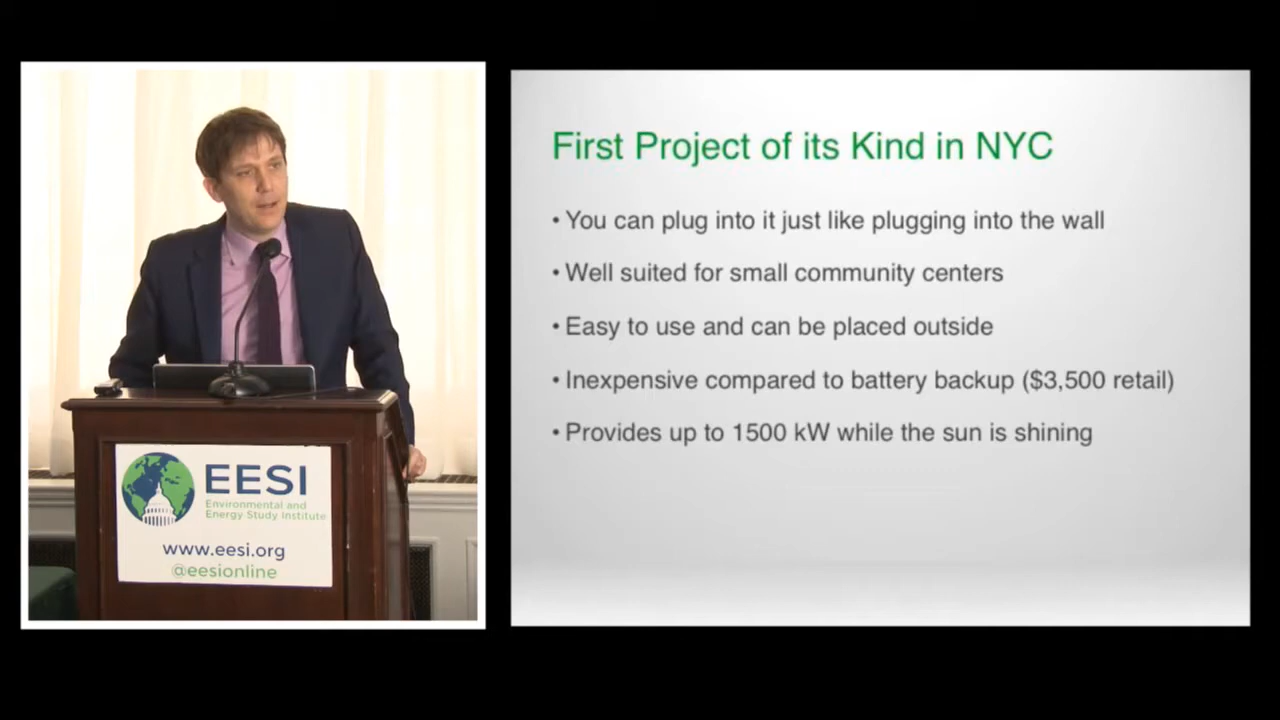 EESI
Environmental and
Energy Study Institute
www.eesi.org
@eesionline
First Project of its Kind in NYC
• You can plug into it just like plugging into the wall
• Well suited for small community centers
• Easy to use and can be placed outside
• Inexpensive compared to battery backup ($3,500 retail)
• Provides up to 1500 kW while the sun is shining